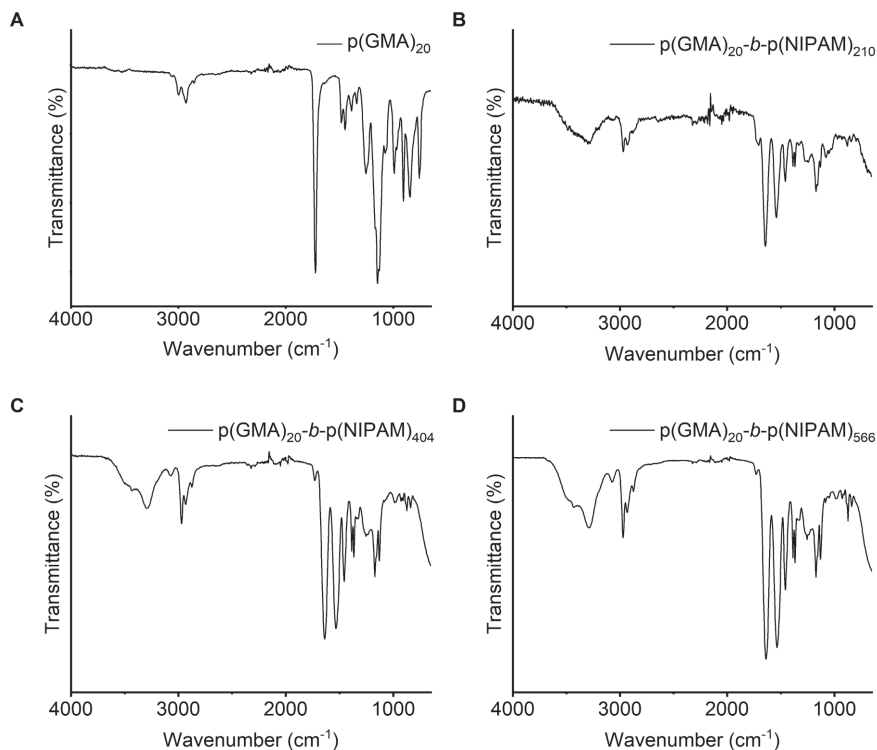 A
p(GMA)20
Transmittance (%)
4000 3000 2000 1000
Wavenumber (cm-1)
B
p(GMA)20-b-p(NIPAM)210
Transmittance (%)
4000 3000 2000 1000
Wavenumber (cm-1)
C
p(GMA)20-b-p(NIPAM)404
Transmittance (%)
4000 3000 2000 1000
Wavenumber (cm-1)
D
p(GMA)20-b-p(NIPAM)566
Transmittance (%)
4000 3000 2000 1000
Wavenumber (cm-1)